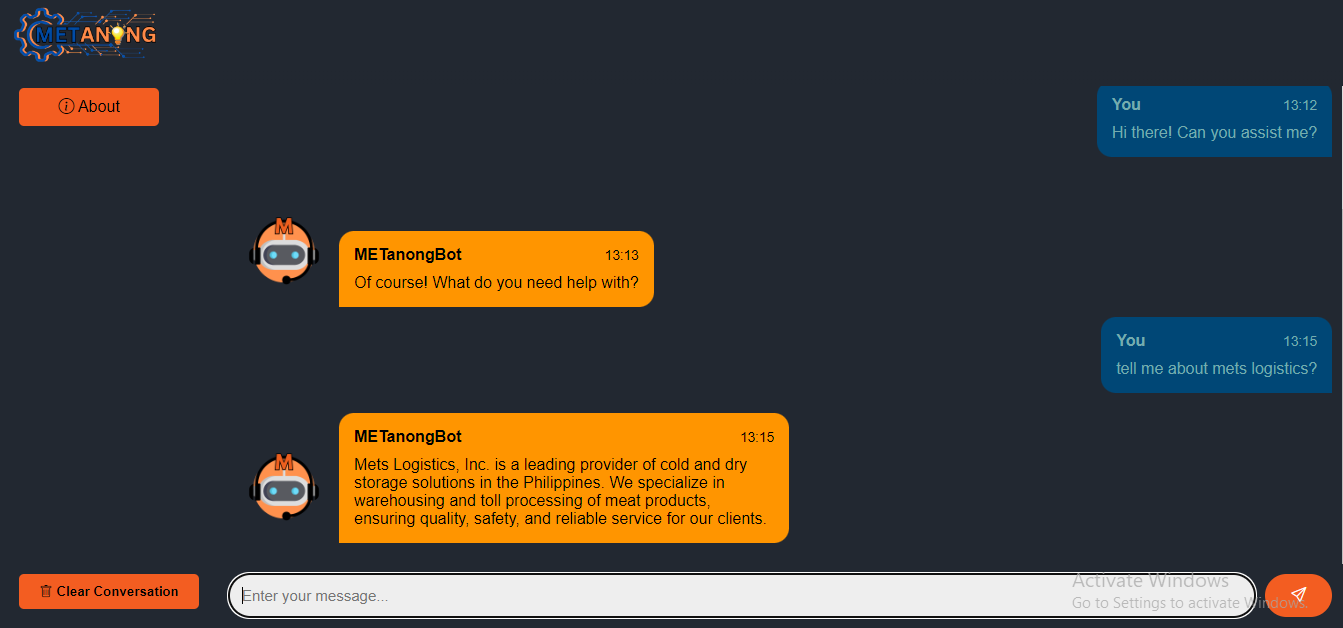 METANONG
About
You 13:12
Hi there! Can you assist me?
M
METanongBot 13:13
Of course! What do you need help with?
You 13:15
tell me about mets logistics?
M
METanongBot 13:15
Mets Logistics, Inc. is a leading provider of cold and dry
storage solutions in the Philippines. We specialize in
warehousing and toll processing of meat products,
ensuring quality, safety, and reliable service for our clients.
Clear Conversation
Enter your message...
Activate Windows
Go to Settings to activate Windows.